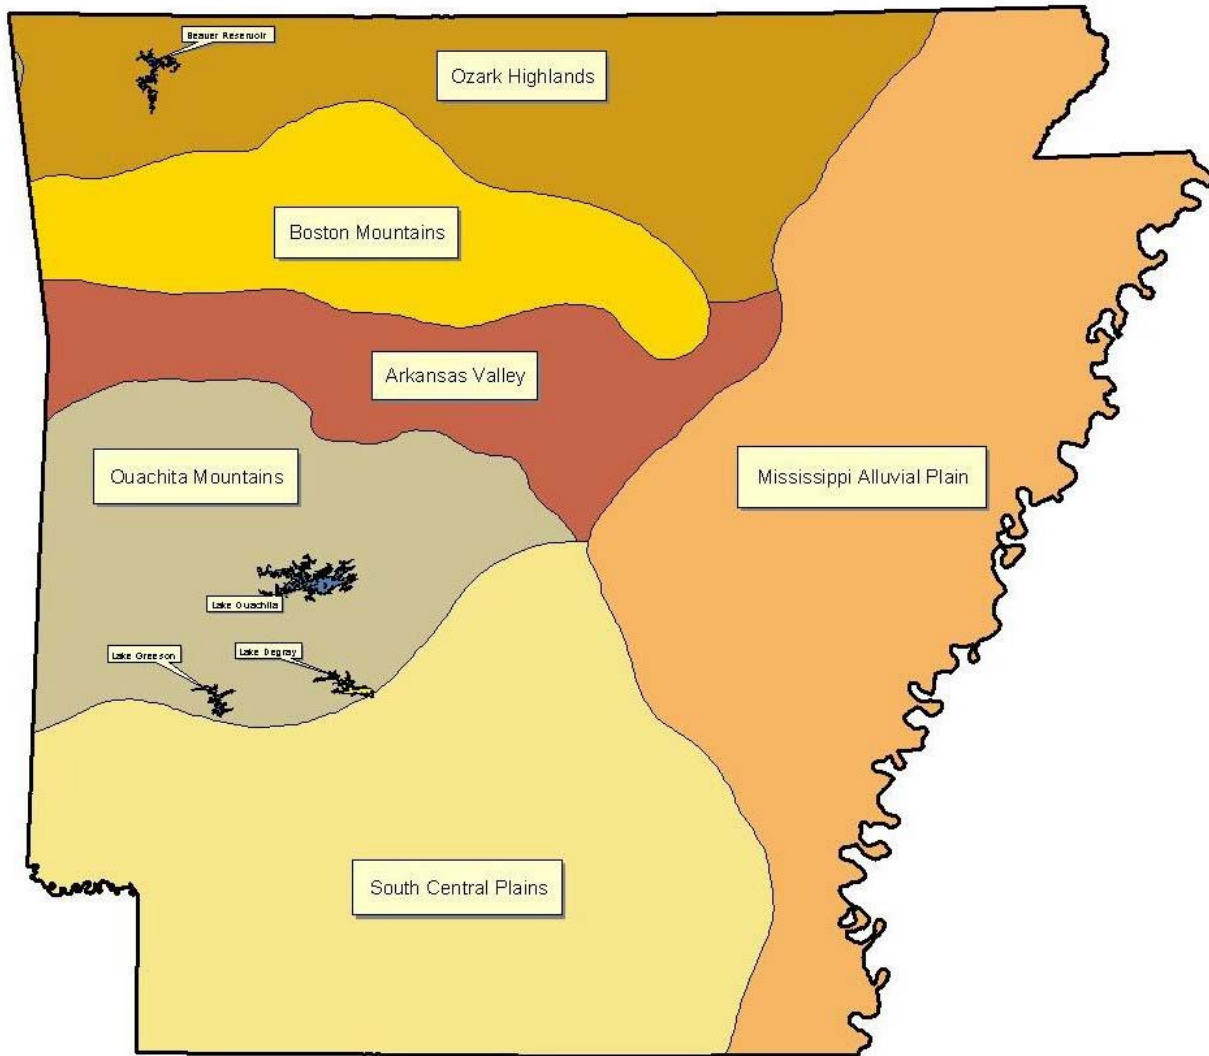 Beaver Reservoir
Ozark Highlands
Boston Mountains
Arkansas Valley
Ouachita Mountains
Mississippi Alluvial Plain
Lake Ouachita
Lake Greeson
Lake Degray
South Central Plains